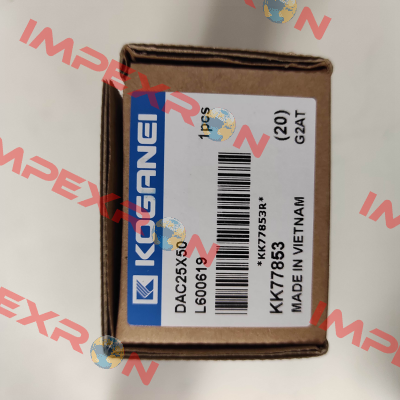 KOGANEI
DAC25X50
1pcs
L600619
*KK77853R*
(20)
KK77853
G2AT
MADE IN VIETNAM
IMPEXRON
IMPEXRON
IMPEXRON
IMPEXRON